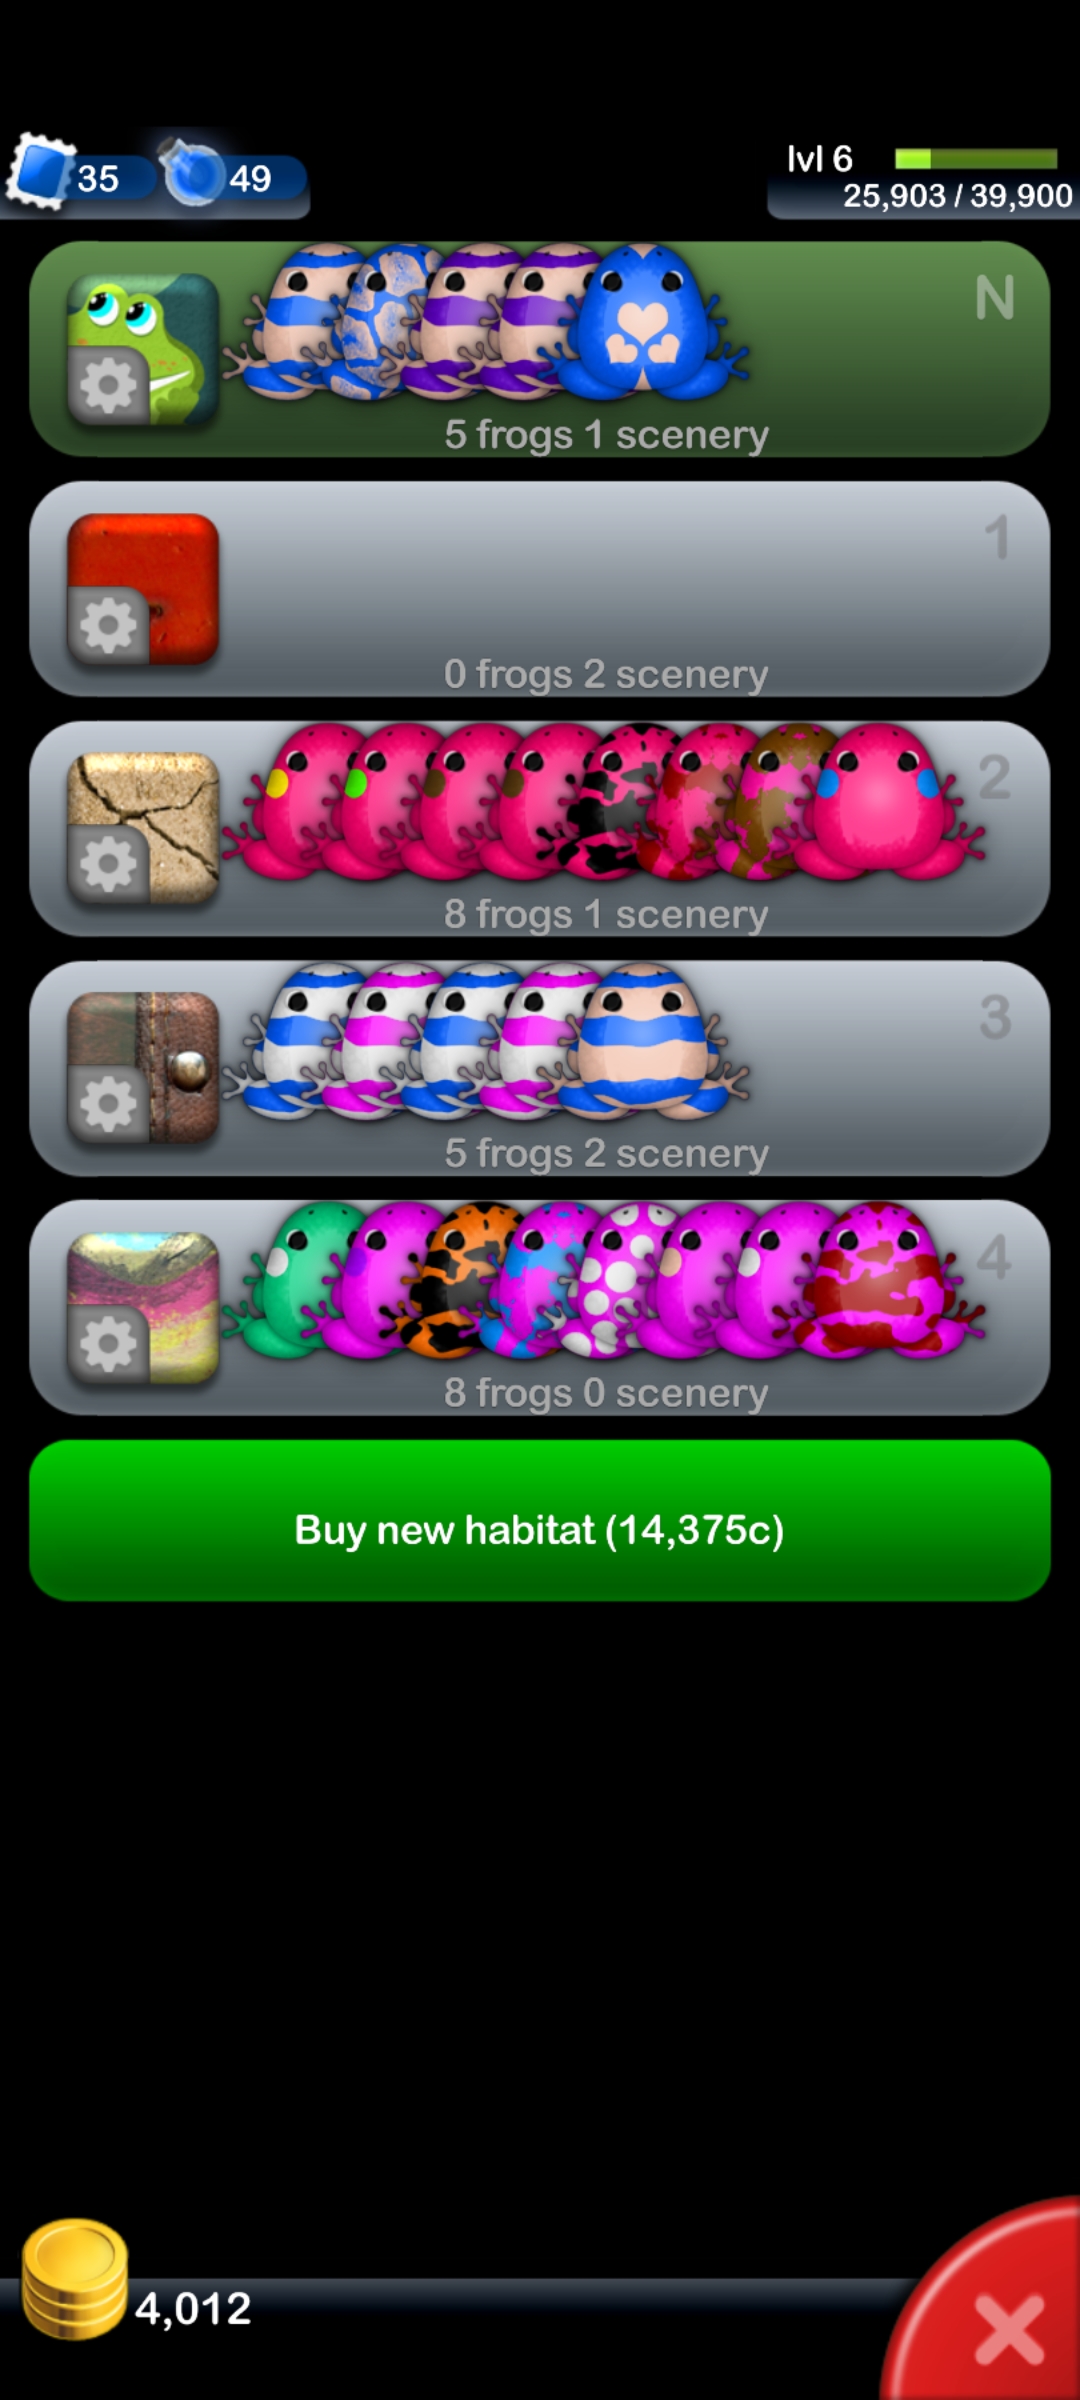 35
49
lvl 6
25,903 / 39,900
N
5 frogs 1 scenery
1
0 frogs 2 scenery
2
8 frogs 1 scenery
3
5 frogs 2 scenery
4
8 frogs 0 scenery
Buy new habitat (14,375c)
4,012